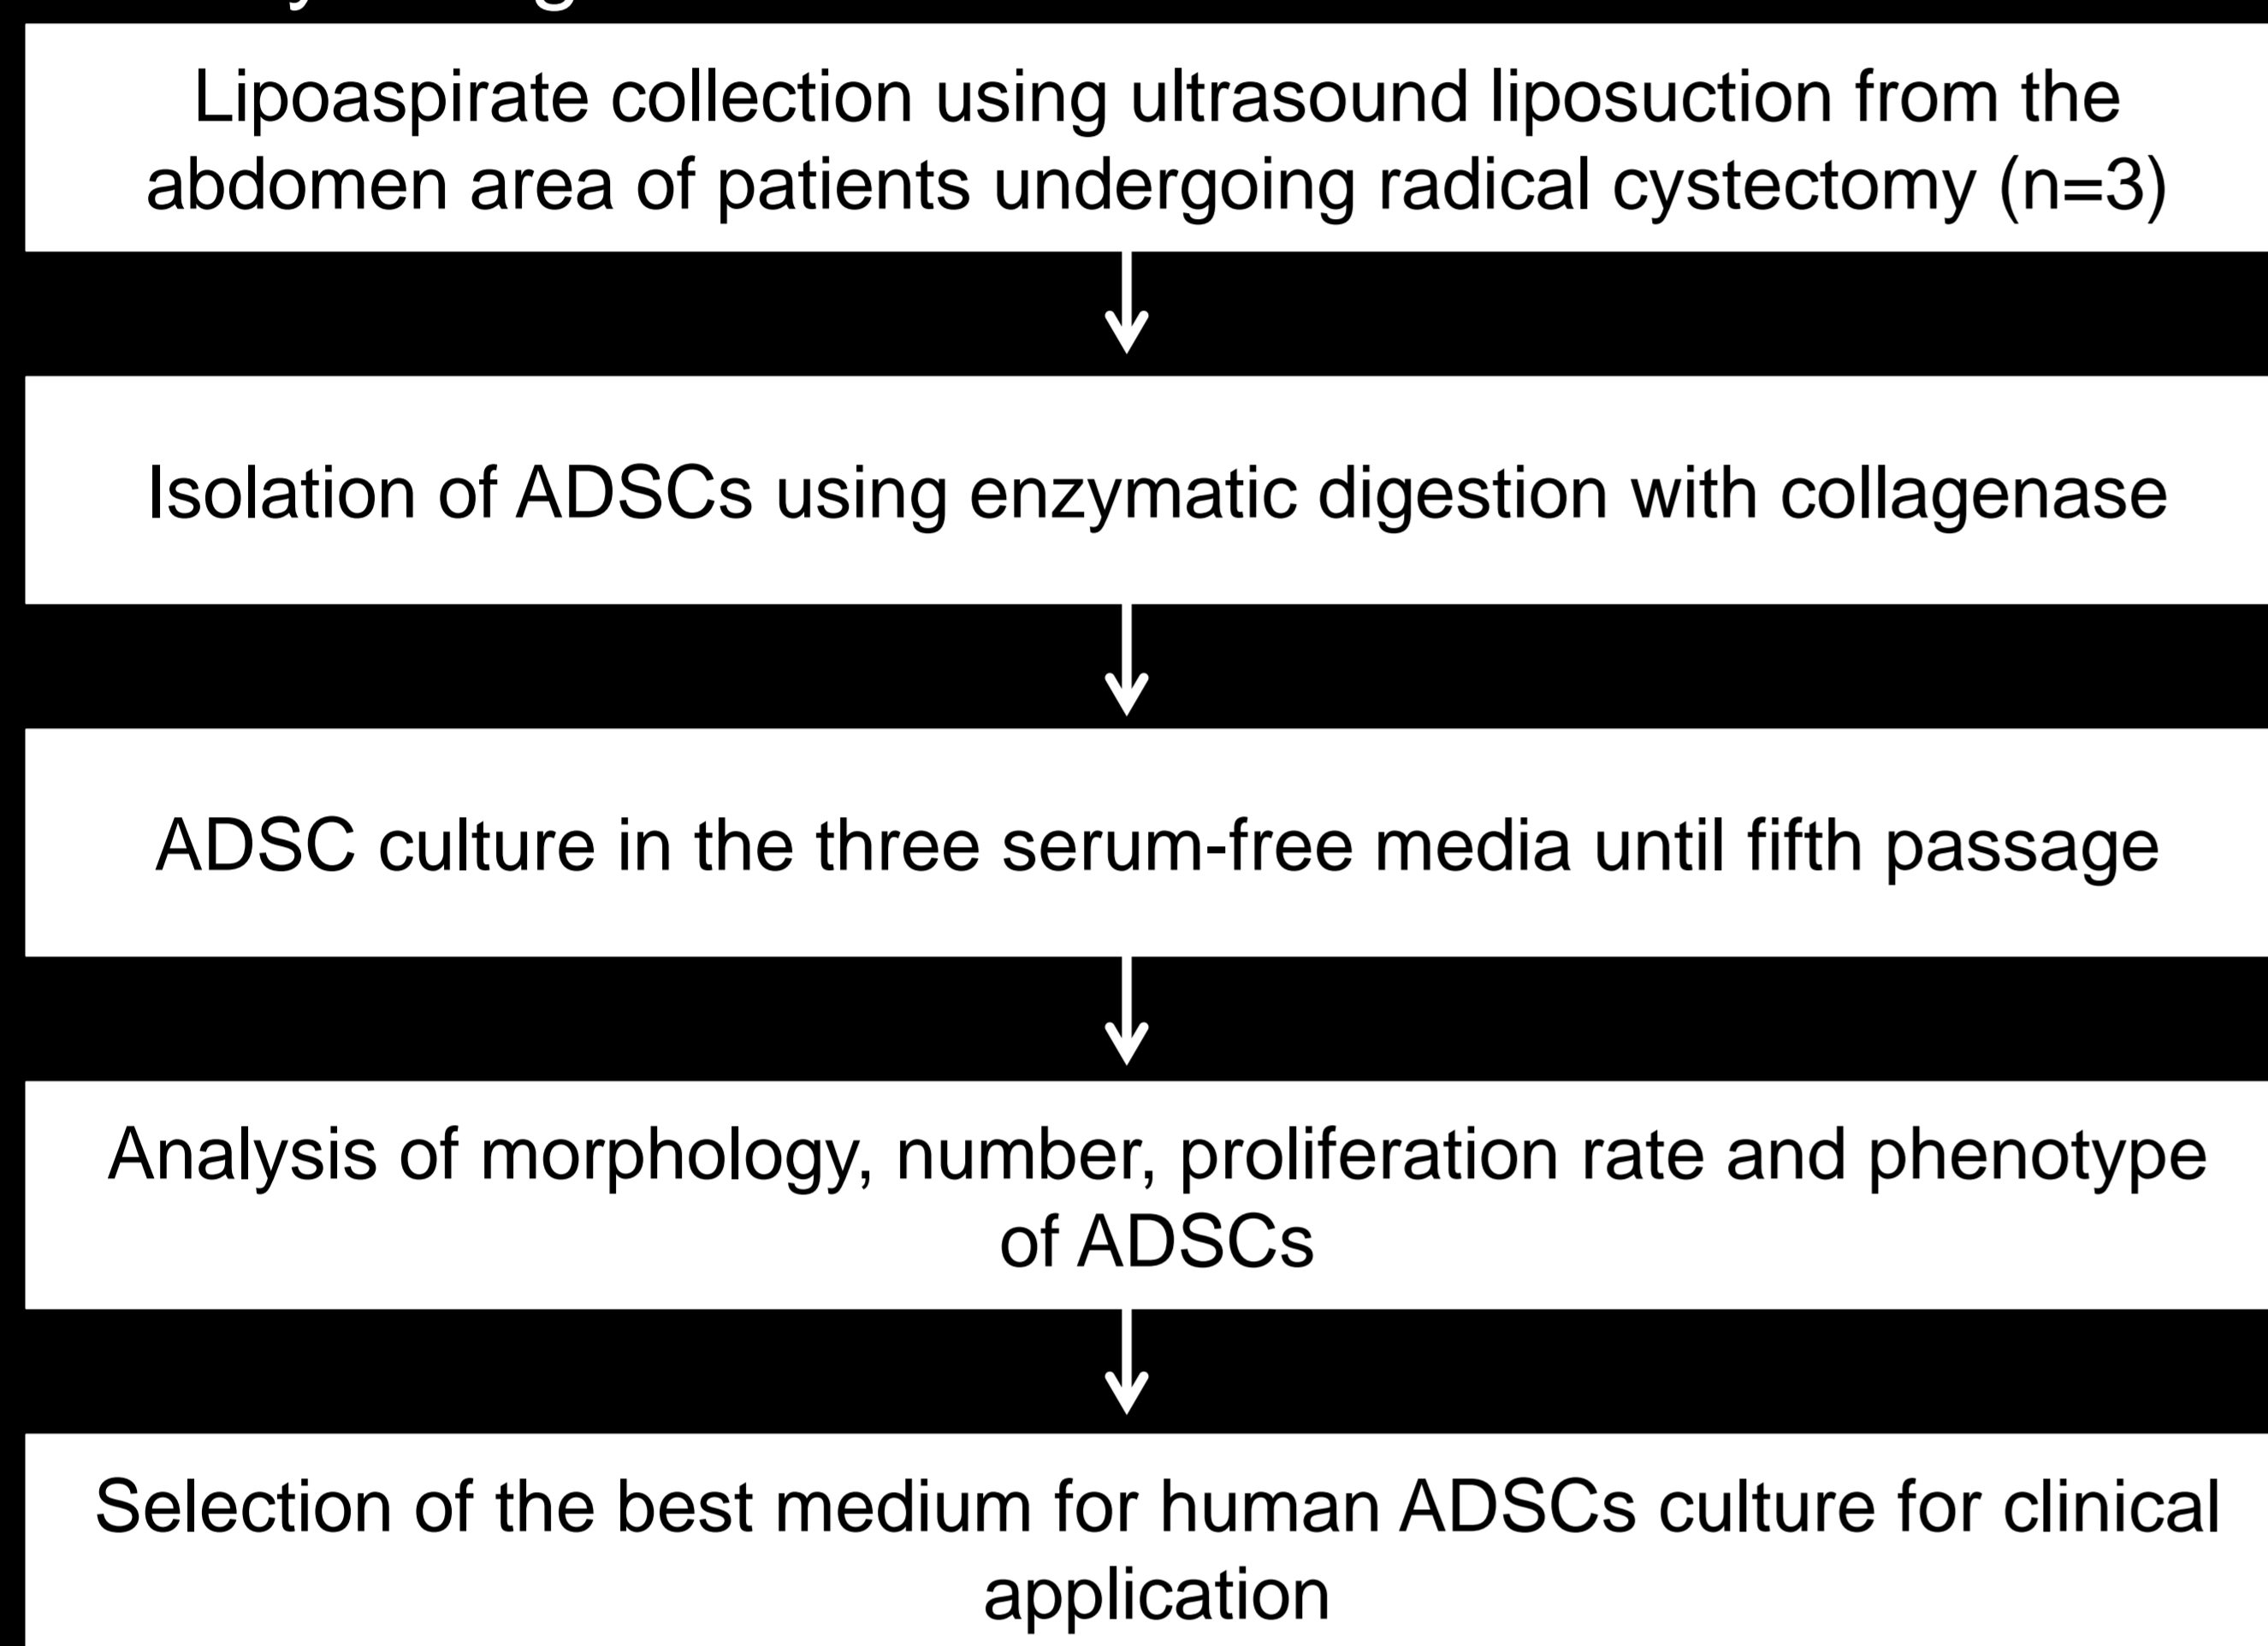 Lipoaspirate collection using ultrasound liposuction from the
abdomen area of patients undergoing radical cystectomy (n=3)
Isolation of ADSCs using enzymatic digestion with collagenase
ADSC culture in the three serum-free media until fifth passage
Analysis of morphology, number, proliferation rate and phenotype
of ADSCs
Selection of the best medium for human ADSCs culture for clinical
application